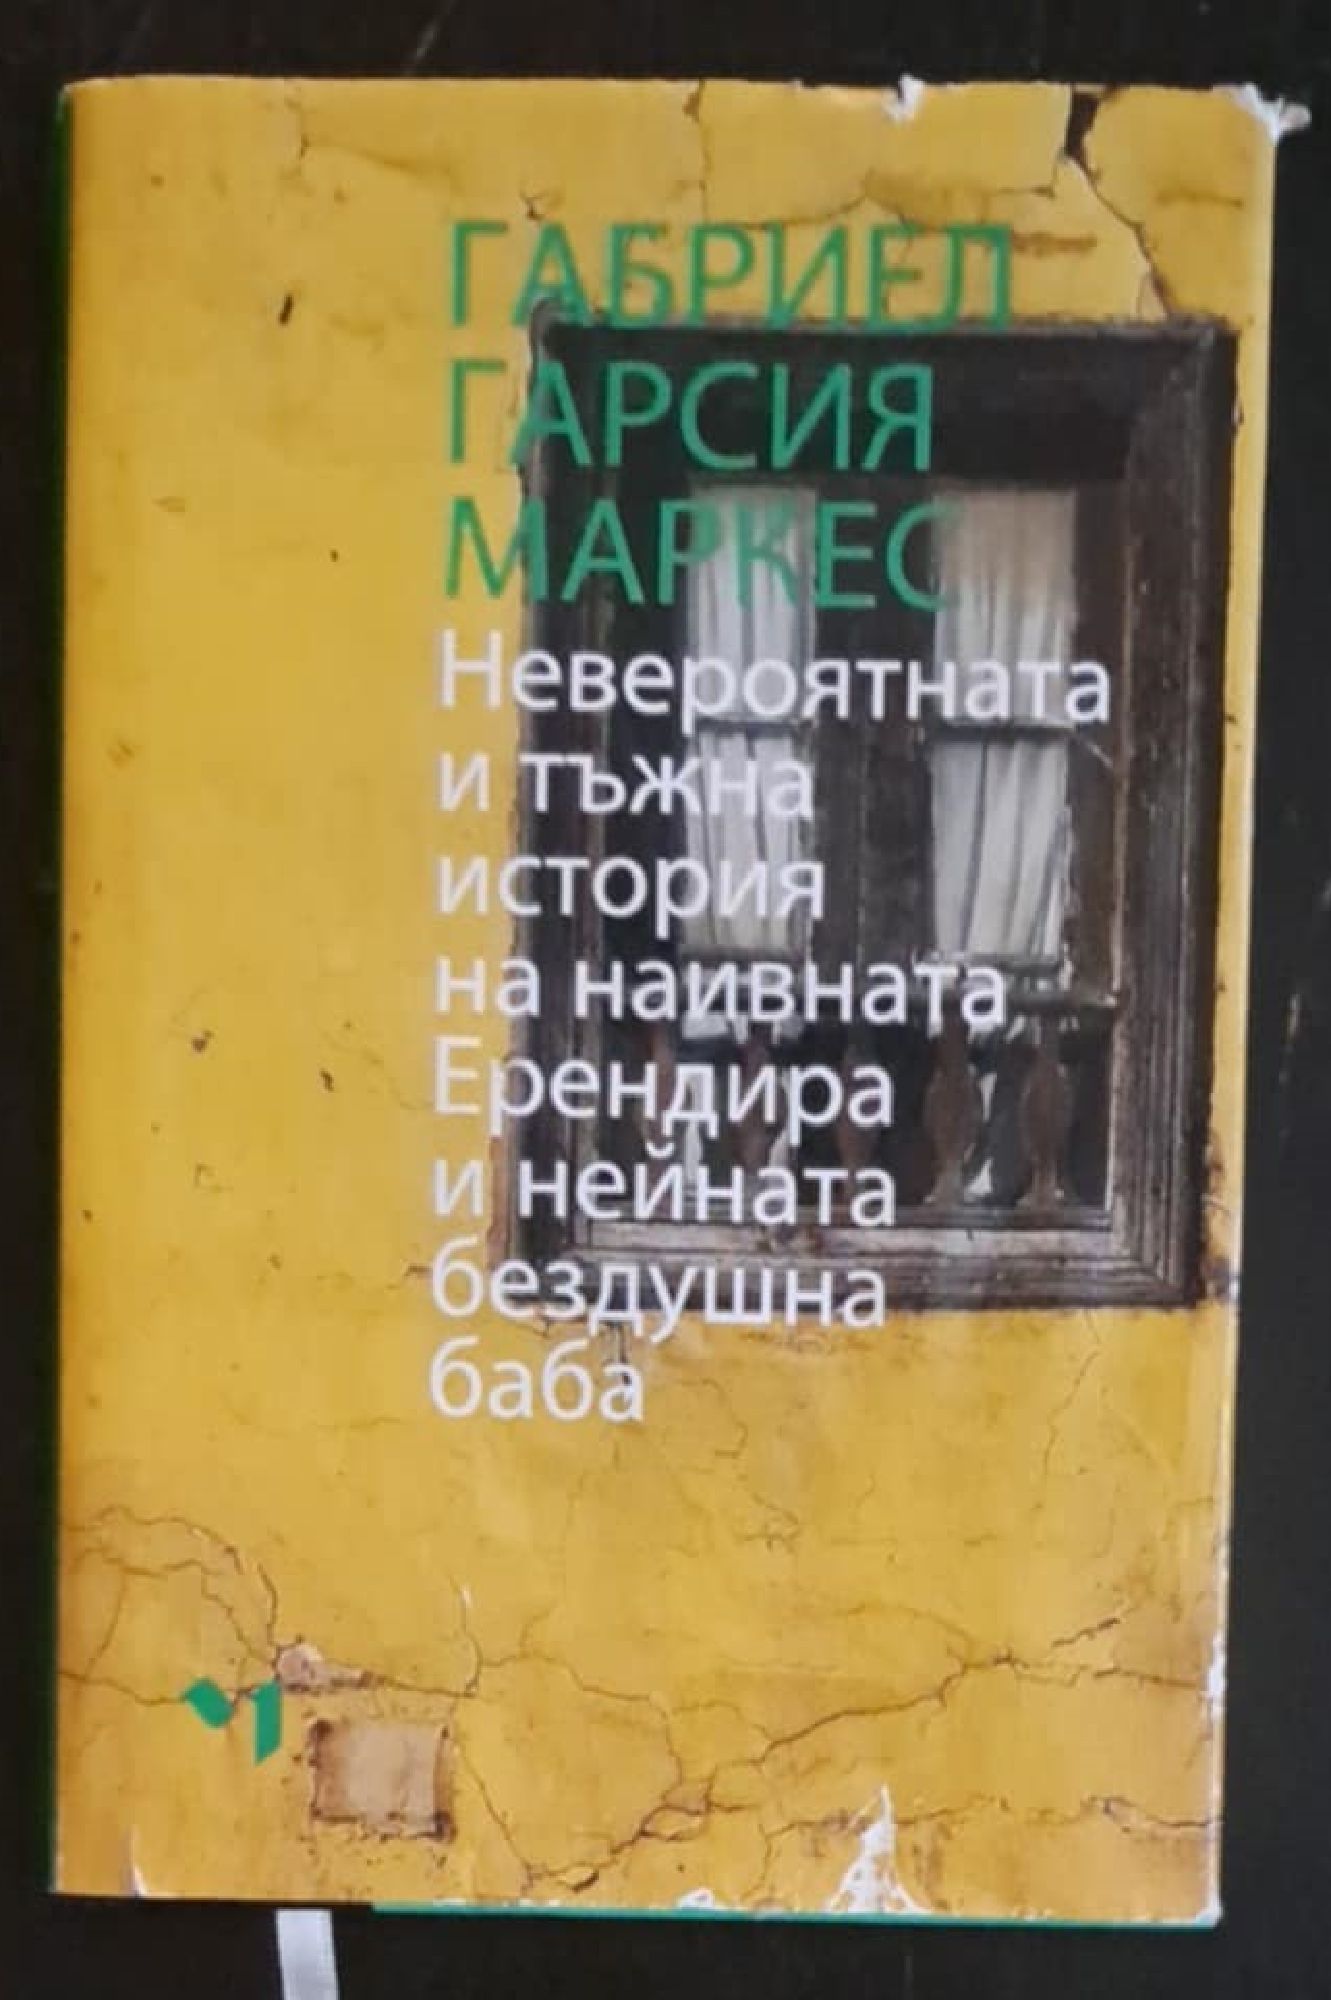 ГАБРИЕЛ
ГАРСИЯ
МАРКЕС
Невероятната
и тъжна
история
на наивната
Ерендира
и нейната
бездушна
баба